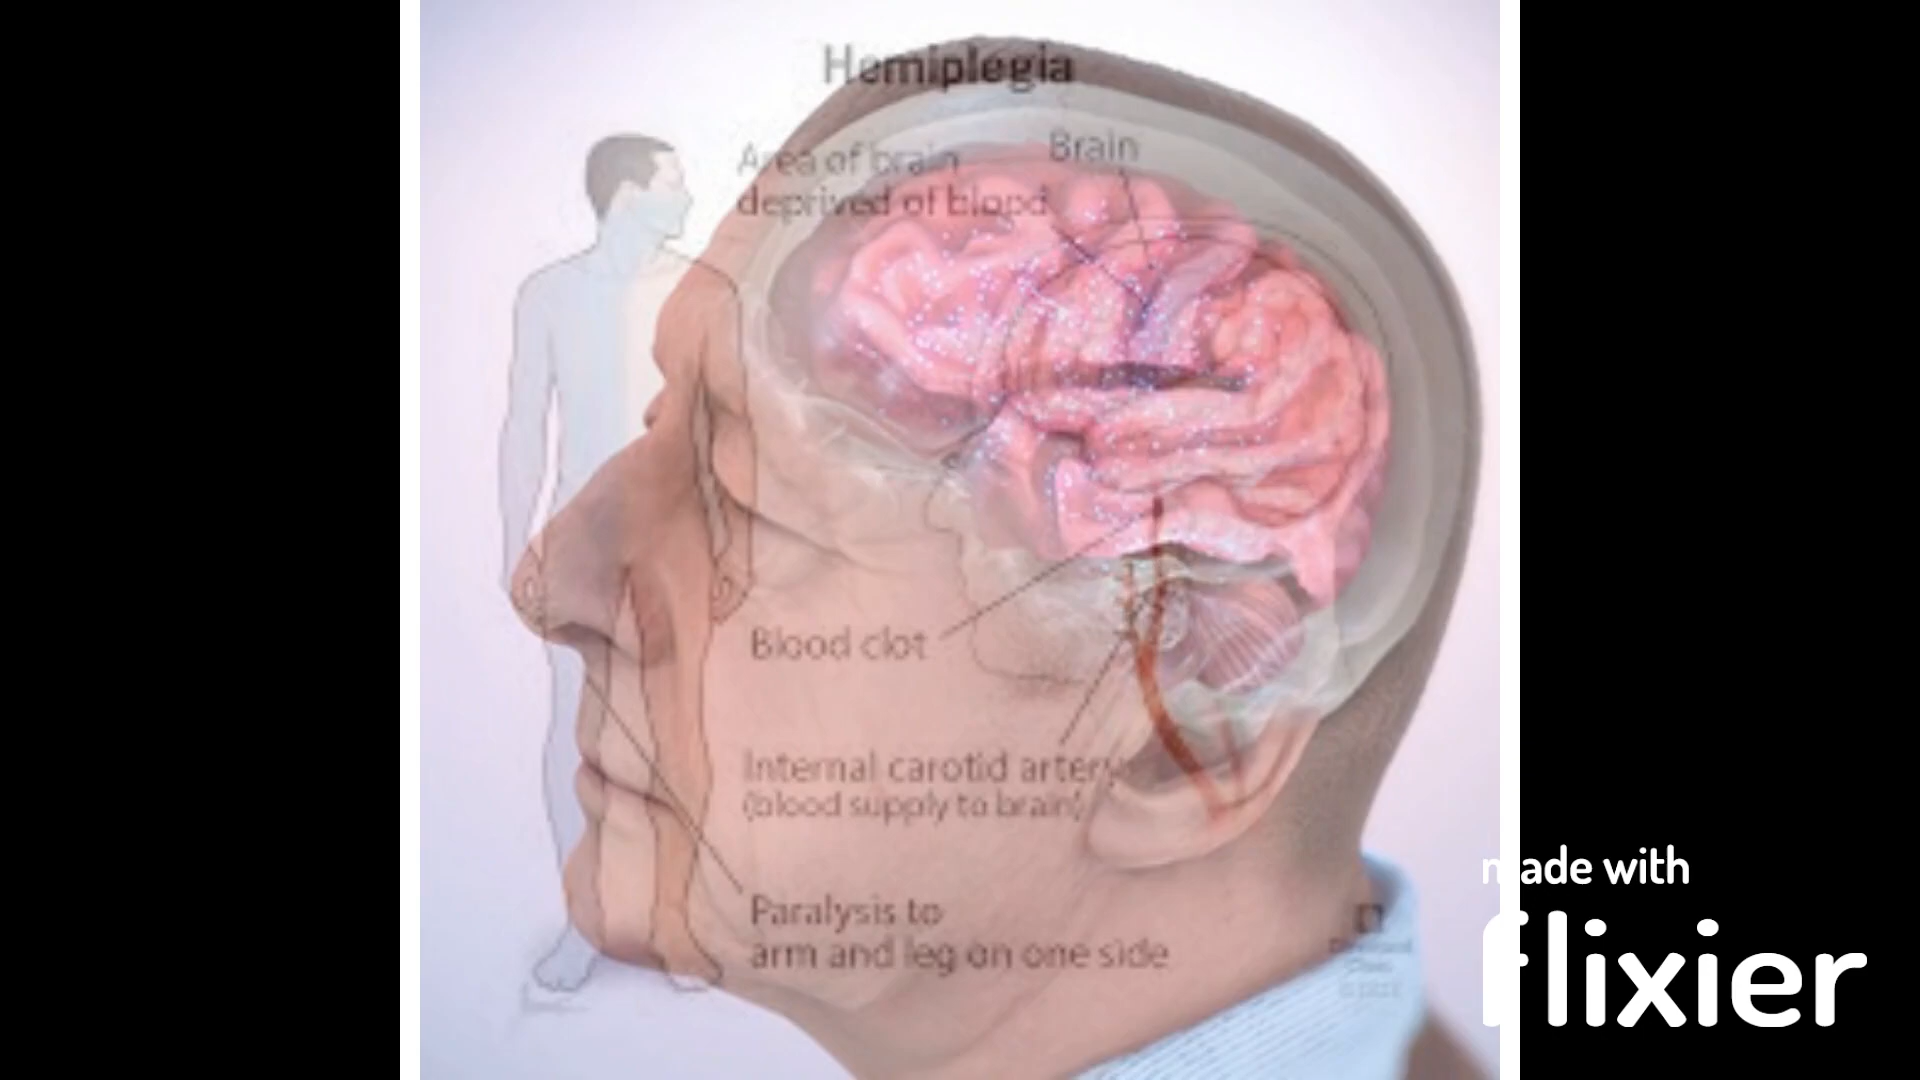 Hemiplegia
Area of brain
deprived of blood
Brain
Blood clot
Internal carotid artery
(blood supply to brain)
Paralysis to
arm and leg on one side
made with
flixier